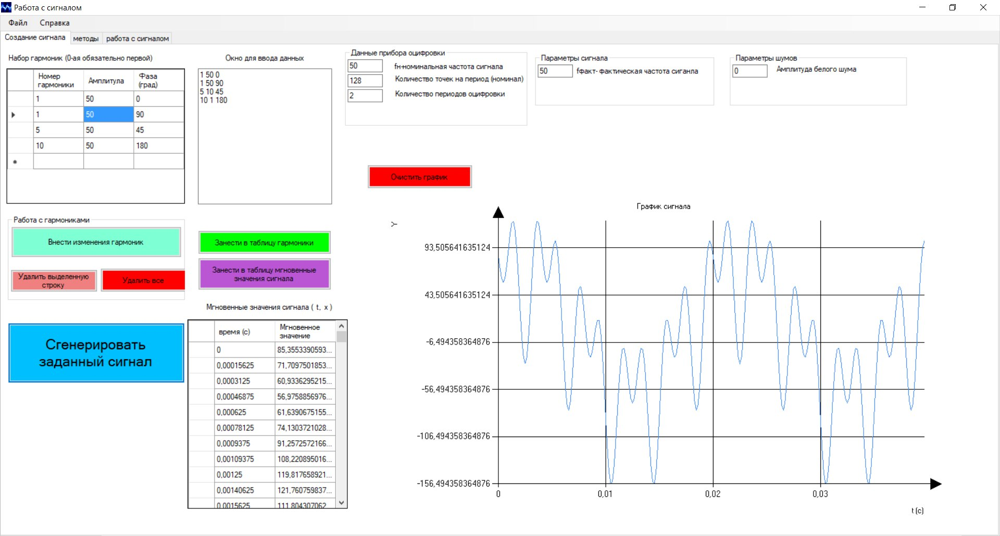 Работа с сигналом
Файл Справка
Создание сигнала методы работа с сигналом
Набор гармоник (0-ая обязательно первой)
Номер гармоники Амплитула Фаза (град)
1 50 0
1 50 90
5 50 45
10 50 180
Окно для ввода данных
1 50 0
1 50 90
5 10 45
10 1 180
Данные прибора оцифровки
50 fн-номинальная частота сигнала
128 Количество точек на период (номинал)
2 Количество периодов оцифровки
Параметры сигнала
50 fФакт- фактическая частота сиганла
Параметры шумов
0 Амплитуда белого шума
Очистить график
Работа с гармониками
Внести изменения гармоник
Удалить выделенную
строку
Удалить все
Занести в таблицу гармоники
Занести в таблицу мгновенные
значения сигнала
Сгенерировать
заданный сигнал
Мгновенные значения сигнала ( t, x )
время (с) Мгновенное значение
0 85,3553390593...
0,00015625 71,7097501853...
0,0003125 60,9336295215...
0,00046875 56,9758856976...
0,000625 61,6390675155...
0,00078125 74,1303721028...
0,0009375 91,2572572166...
0,00109375 108,220895016...
0,00125 119,817658921...
0,00140625 121,760759837...
0,0015625 111,804307062...
График сигнала
Y
93,505641635124
43,505641635124
-6,494358364876
-56,494358364876
-106,494358364876
-156,494358364876
0 0,01 0,02 0,03
t (c)